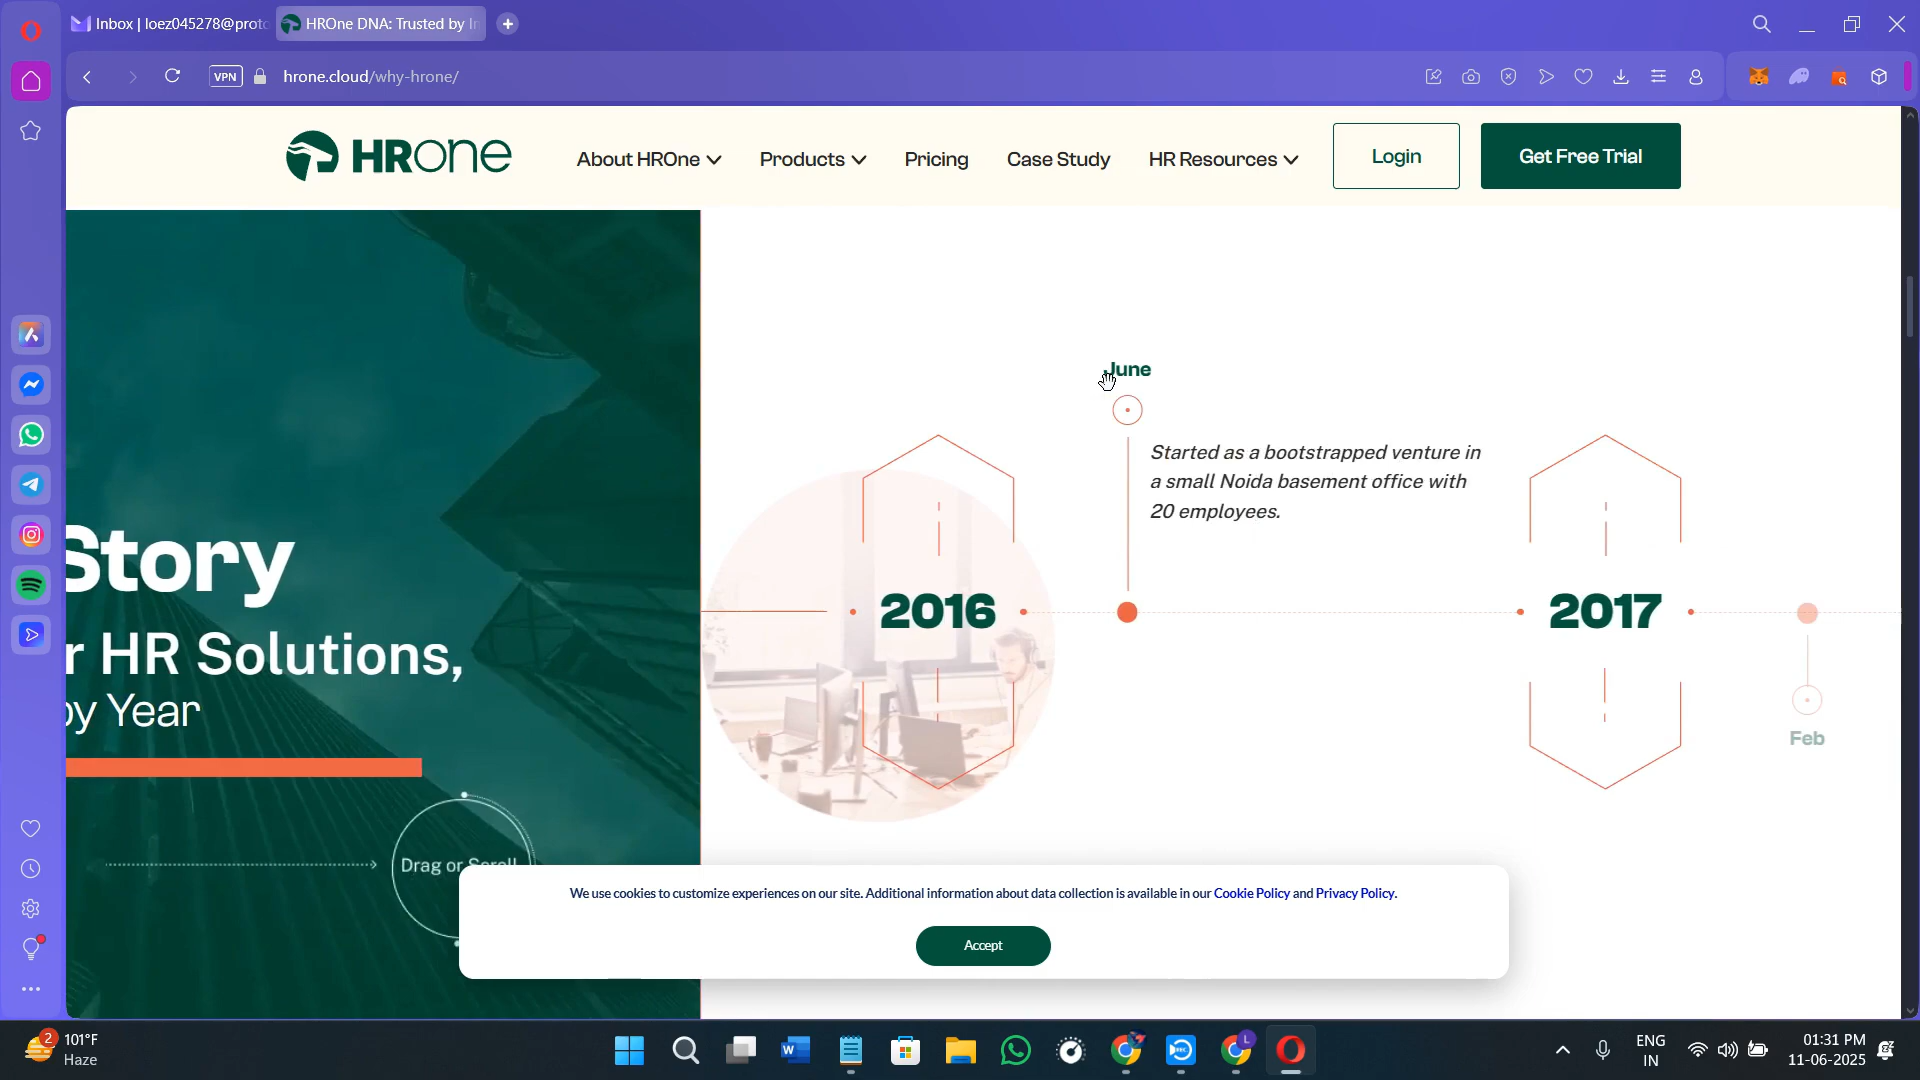 Inbox | loez045278@proto
HROne DNA: Trusted by In
VPN
hrone.cloud/why-hrone/
HROne
About HROne
Products
Pricing
Case Study
HR Resources
Login
Get Free Trial
Story
r HR Solutions,
by Year
Drag or Scroll
June
Started as a bootstrapped venture in
a small Noida basement office with
20 employees.
2016
2017
Feb
We use cookies to customize experiences on our site. Additional information about data collection is available in our Cookie Policy and Privacy Policy.
Accept
2
101°F
Haze
W
L
ENG
IN
01:31 PM
11-06-2025